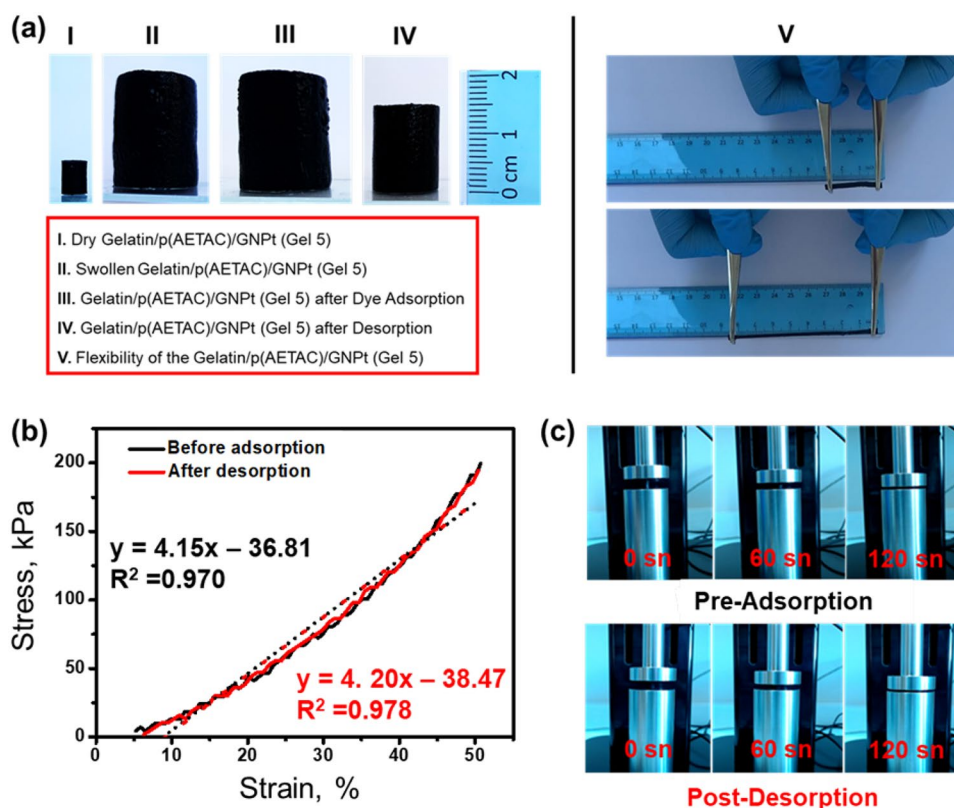 (a)
I
II
III
IV
V
2
1
0 cm
I. Dry Gelatin/p(AETAC)/GNPt (Gel 5)
II. Swollen Gelatin/p(AETAC)/GNPt (Gel 5)
III. Gelatin/p(AETAC)/GNPt (Gel 5) after Dye Adsorption
IV. Gelatin/p(AETAC)/GNPt (Gel 5) after Desorption
V. Flexibility of the Gelatin/p(AETAC)/GNPt (Gel 5)
(b)
Before adsorption
After desorption
200
150
100
50
0
Stress, kPa
y = 4.15x – 36.81
R² =0.970
y = 4. 20x – 38.47
R² =0.978
0 10 20 30 40 50
Strain, %
(c)
0 sn 60 sn 120 sn
Pre-Adsorption
0 sn 60 sn 120 sn
Post-Desorption